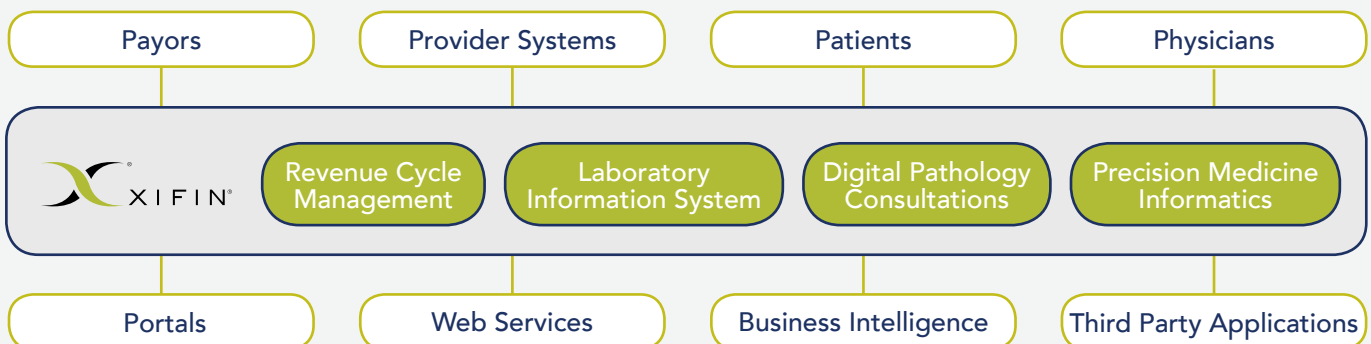 Payors
Provider Systems
Patients
Physicians
XIFIN®
Revenue Cycle
Management
Laboratory
Information System
Digital Pathology
Consultations
Precision Medicine
Informatics
Portals
Web Services
Business Intelligence
Third Party Applications